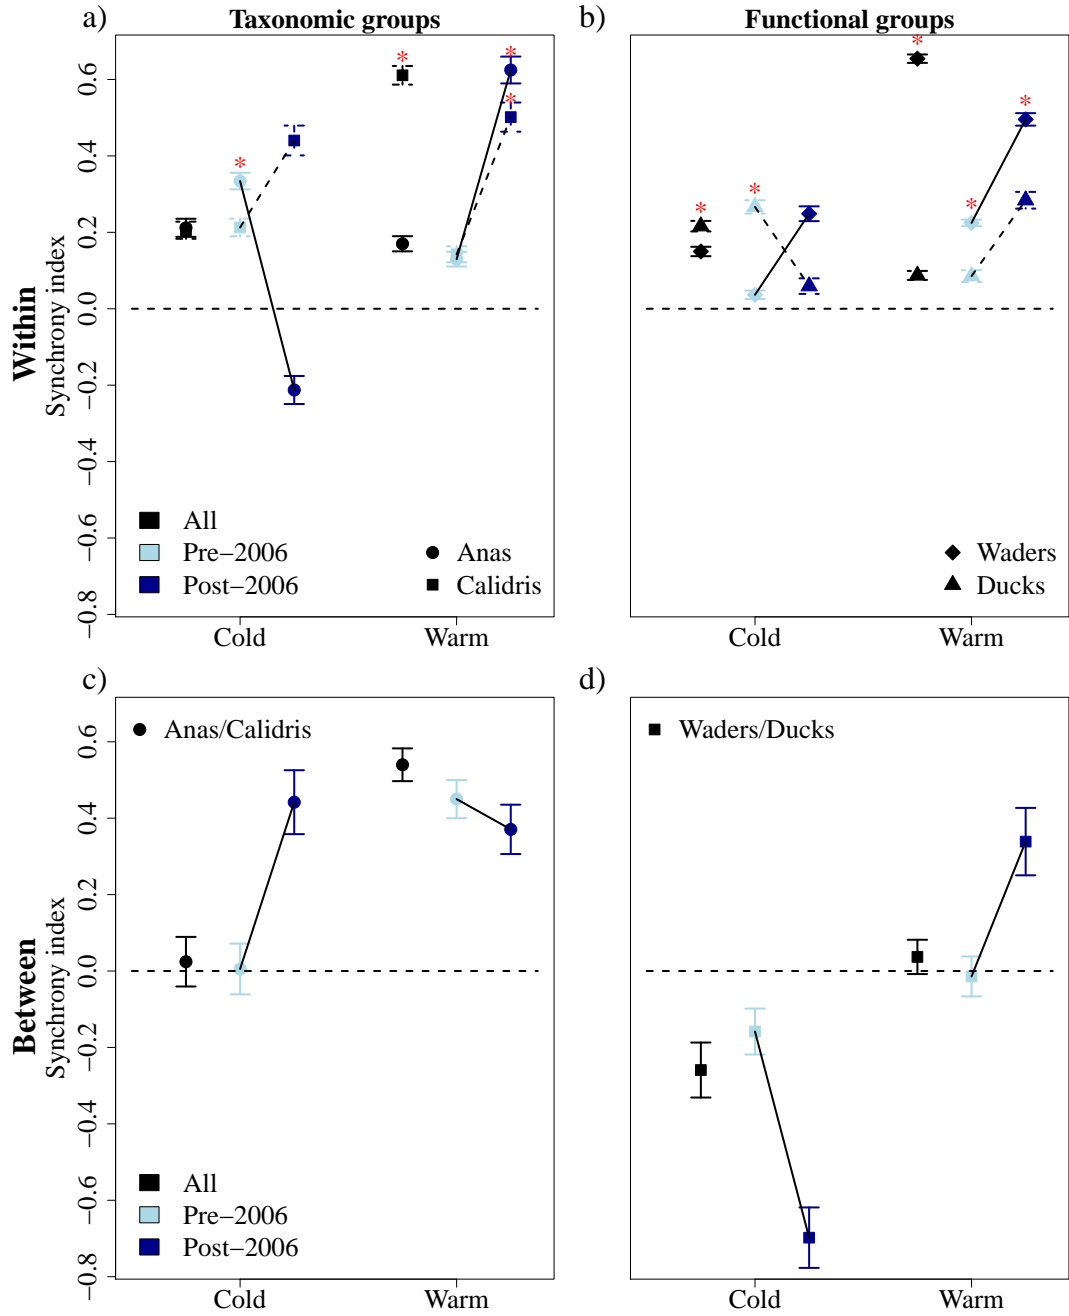 a)
Taxonomic groups
b)
Functional groups
Within
Synchrony index
0.6
0.4
0.2
0.0
−0.2
−0.4
−0.6
−0.8
*
*
*
*
*
*
*
*
*
All
Pre−2006
Post−2006
Anas
Calidris
Waders
Ducks
Cold
Warm
Cold
Warm
c)
d)
Between
Synchrony index
0.6
0.4
0.2
0.0
−0.2
−0.4
−0.6
−0.8
Anas/Calidris
Waders/Ducks
All
Pre−2006
Post−2006
Cold
Warm
Cold
Warm